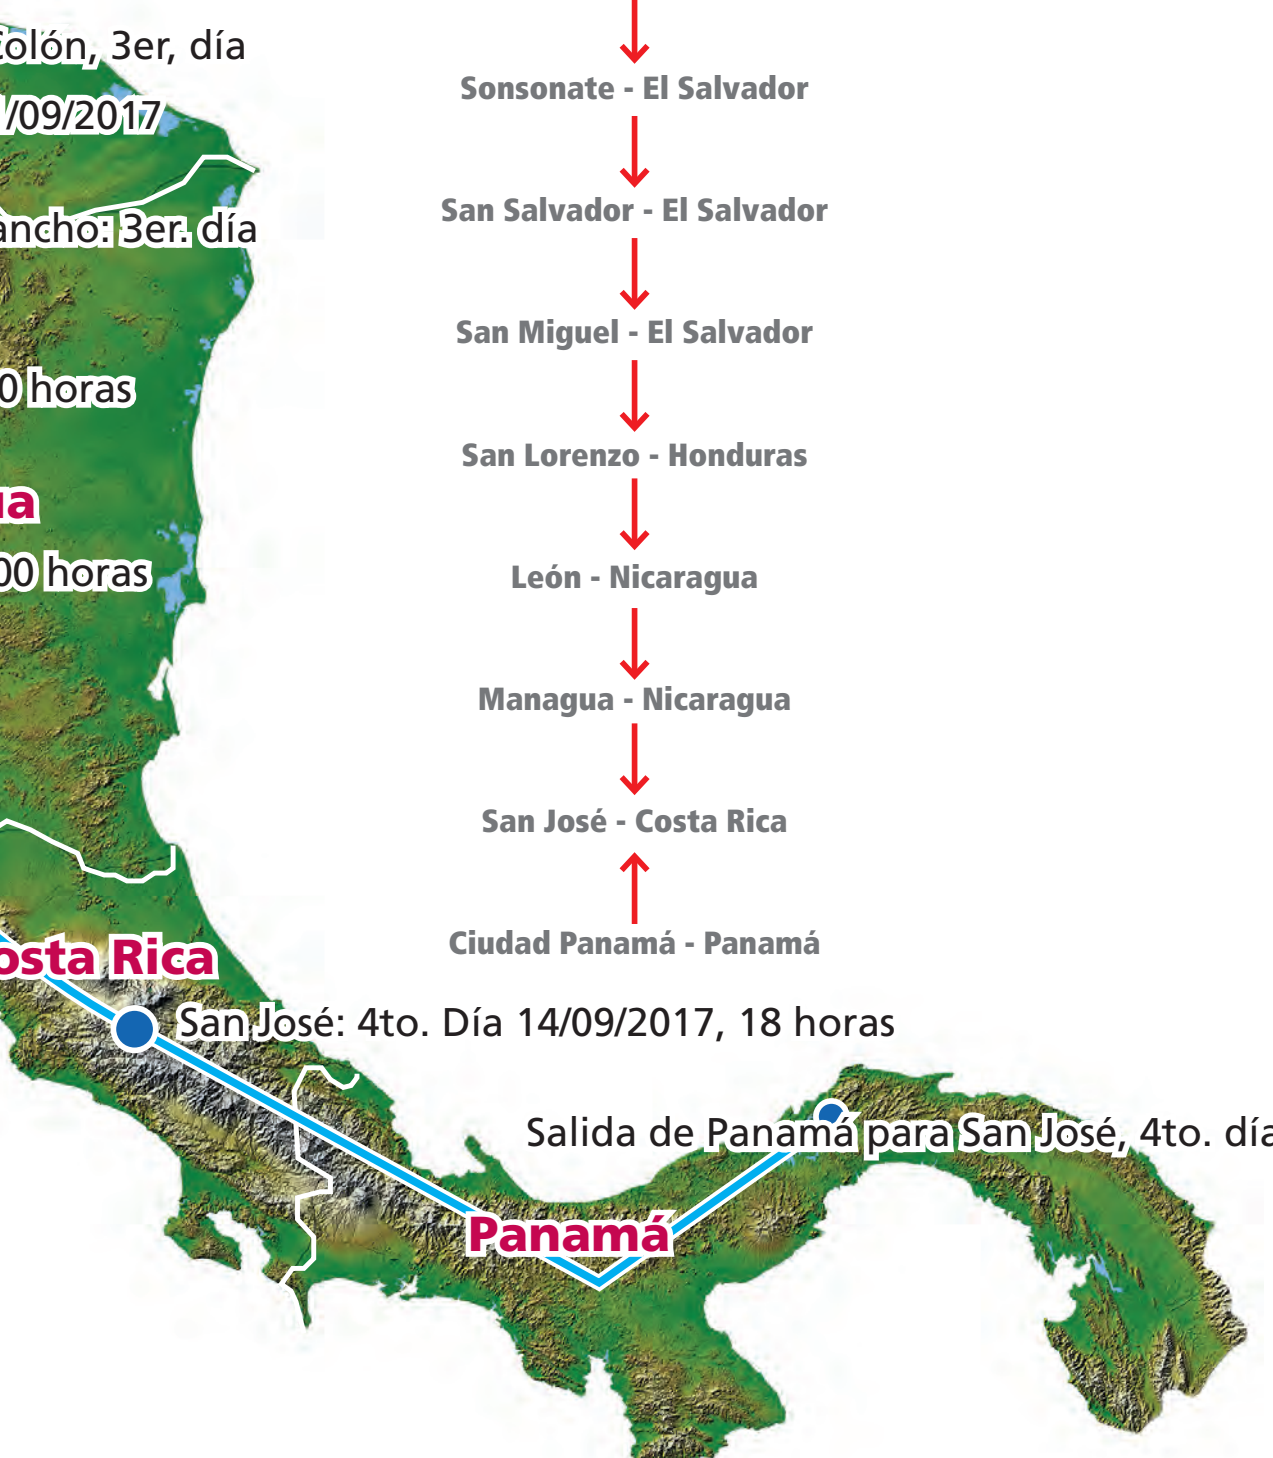 olón, 3er, día
/09/2017
ancho: 3er. día
0 horas
ua
00 horas
osta Rica
San José: 4to. Día 14/09/2017, 18 horas
Salida de Panamá para San José, 4to. día
Panamá
Sonsonate - El Salvador
San Salvador - El Salvador
San Miguel - El Salvador
San Lorenzo - Honduras
León - Nicaragua
Managua - Nicaragua
San José - Costa Rica
Ciudad Panamá - Panamá